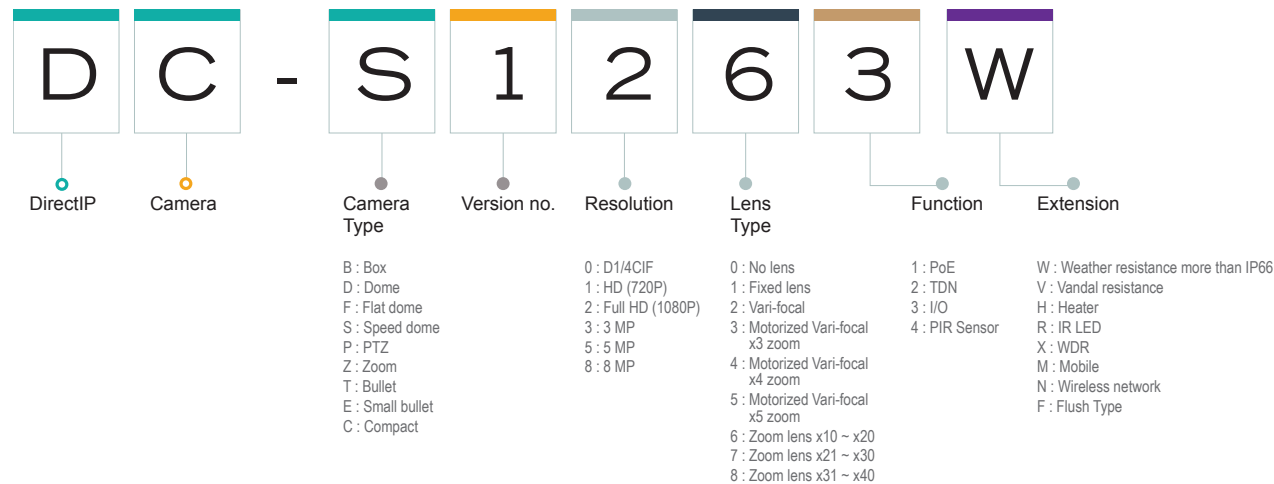 DC-S1263W
DirectIP
Camera
Camera
Type
Version no.
Resolution
Lens
Type
Function
Extension
B : Box
D : Dome
F : Flat dome
S : Speed dome
P : PTZ
Z : Zoom
T : Bullet
E : Small bullet
C : Compact
0 : D1/4CIF
1 : HD (720P)
2 : Full HD (1080P)
3 : 3 MP
5 : 5 MP
8 : 8 MP
0 : No lens
1 : Fixed lens
2 : Vari-focal
3 : Motorized Vari-focal
x3 zoom
4 : Motorized Vari-focal
x4 zoom
5 : Motorized Vari-focal
x5 zoom
6 : Zoom lens x10 ~ x20
7 : Zoom lens x21 ~ x30
8 : Zoom lens x31 ~ x40
1 : PoE
2 : TDN
3 : I/O
4 : PIR Sensor
W : Weather resistance more than IP66
V : Vandal resistance
H : Heater
R : IR LED
X : WDR
M : Mobile
N : Wireless network
F : Flush Type